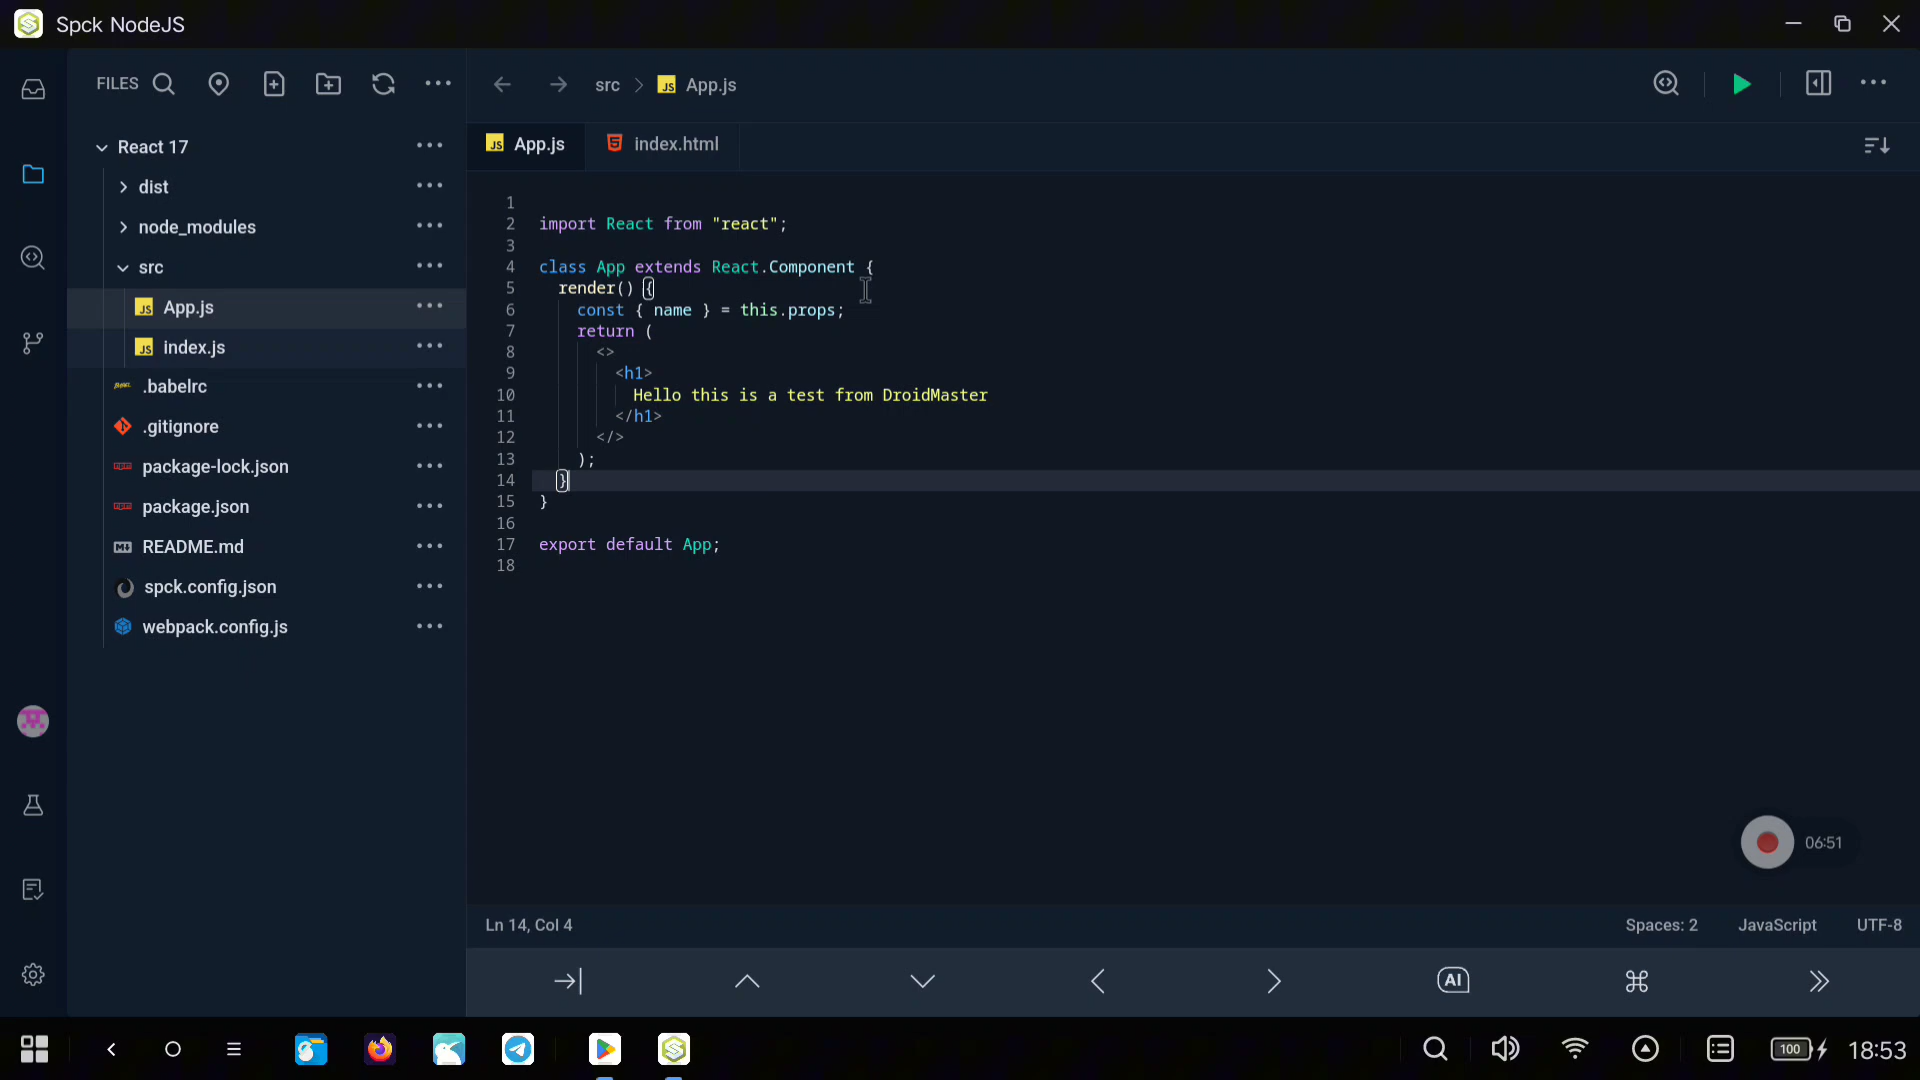 Spck NodeJS
FILES
src > JS App.js
React 17
dist
node_modules
src
JS App.js
JS index.js
.babelrc
.gitignore
package-lock.json
package.json
README.md
spck.config.json
webpack.config.js
JS App.js
index.html
1
2 import React from "react";
3
4 class App extends React.Component {
5 render() {
6 const { name } = this.props;
7 return (
8 <>
9 <h1>
10 Hello this is a test from DroidMaster
11 </h1>
12 </>
13 );
14 }
15 }
16
17 export default App;
18
06:51
Ln 14, Col 4
Spaces: 2
JavaScript
UTF-8
AI
100
18:53